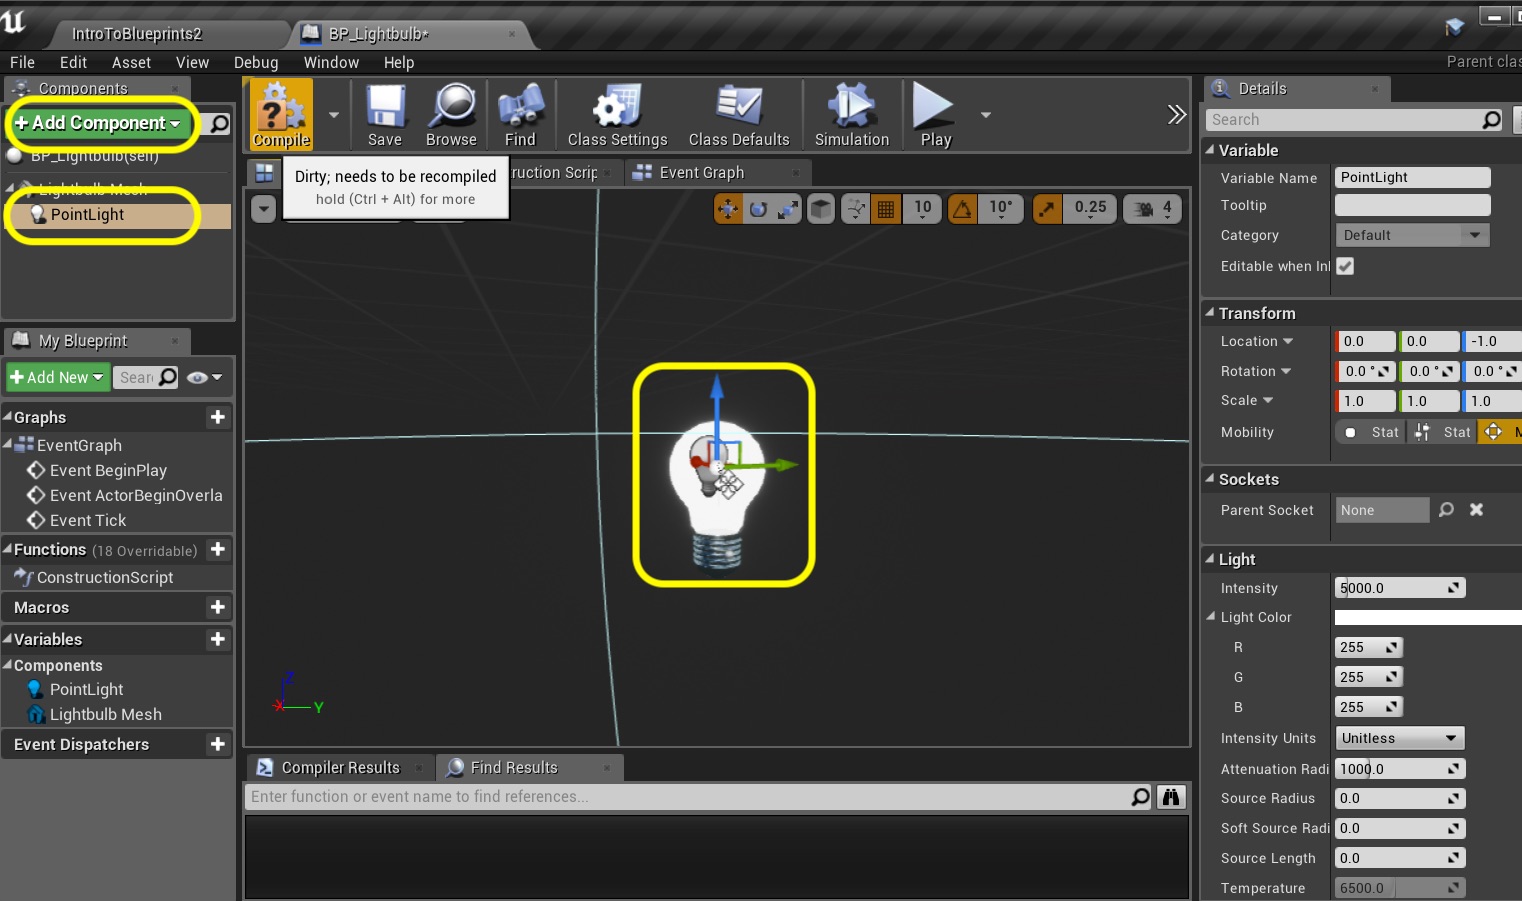 IntroToBlueprints2
BP_Lightbulb*
File Edit Asset View Debug Window Help
Parent clas
Components
+ Add Component
BP_Lightbulb(self)
Lightbulb Mesh
PointLight
Compile
Save
Browse
Find
Class Settings
Class Defaults
Simulation
Play
Dirty; needs to be recompiled
hold (Ctrl + Alt) for more
truction Scrip
Event Graph
10
10°
0.25
4
My Blueprint
+ Add New
Searc
Graphs
EventGraph
Event BeginPlay
Event ActorBeginOverla
Event Tick
Functions (18 Overridable)
ConstructionScript
Macros
Variables
Components
PointLight
Lightbulb Mesh
Event Dispatchers
Z
X
Y
Compiler Results
Find Results
Enter function or event name to find references...
Details
Search
Variable
Variable Name PointLight
Tooltip
Category Default
Editable when Inl
Transform
Location 0.0 0.0 -1.0
Rotation 0.0 ° 0.0 ° 0.0 °
Scale 1.0 1.0 1.0
Mobility Stat Stat M
Sockets
Parent Socket None
Light
Intensity 5000.0
Light Color
R 255
G 255
B 255
Intensity Units Unitless
Attenuation Radi 1000.0
Source Radius 0.0
Soft Source Radi 0.0
Source Length 0.0
Temperature 6500.0